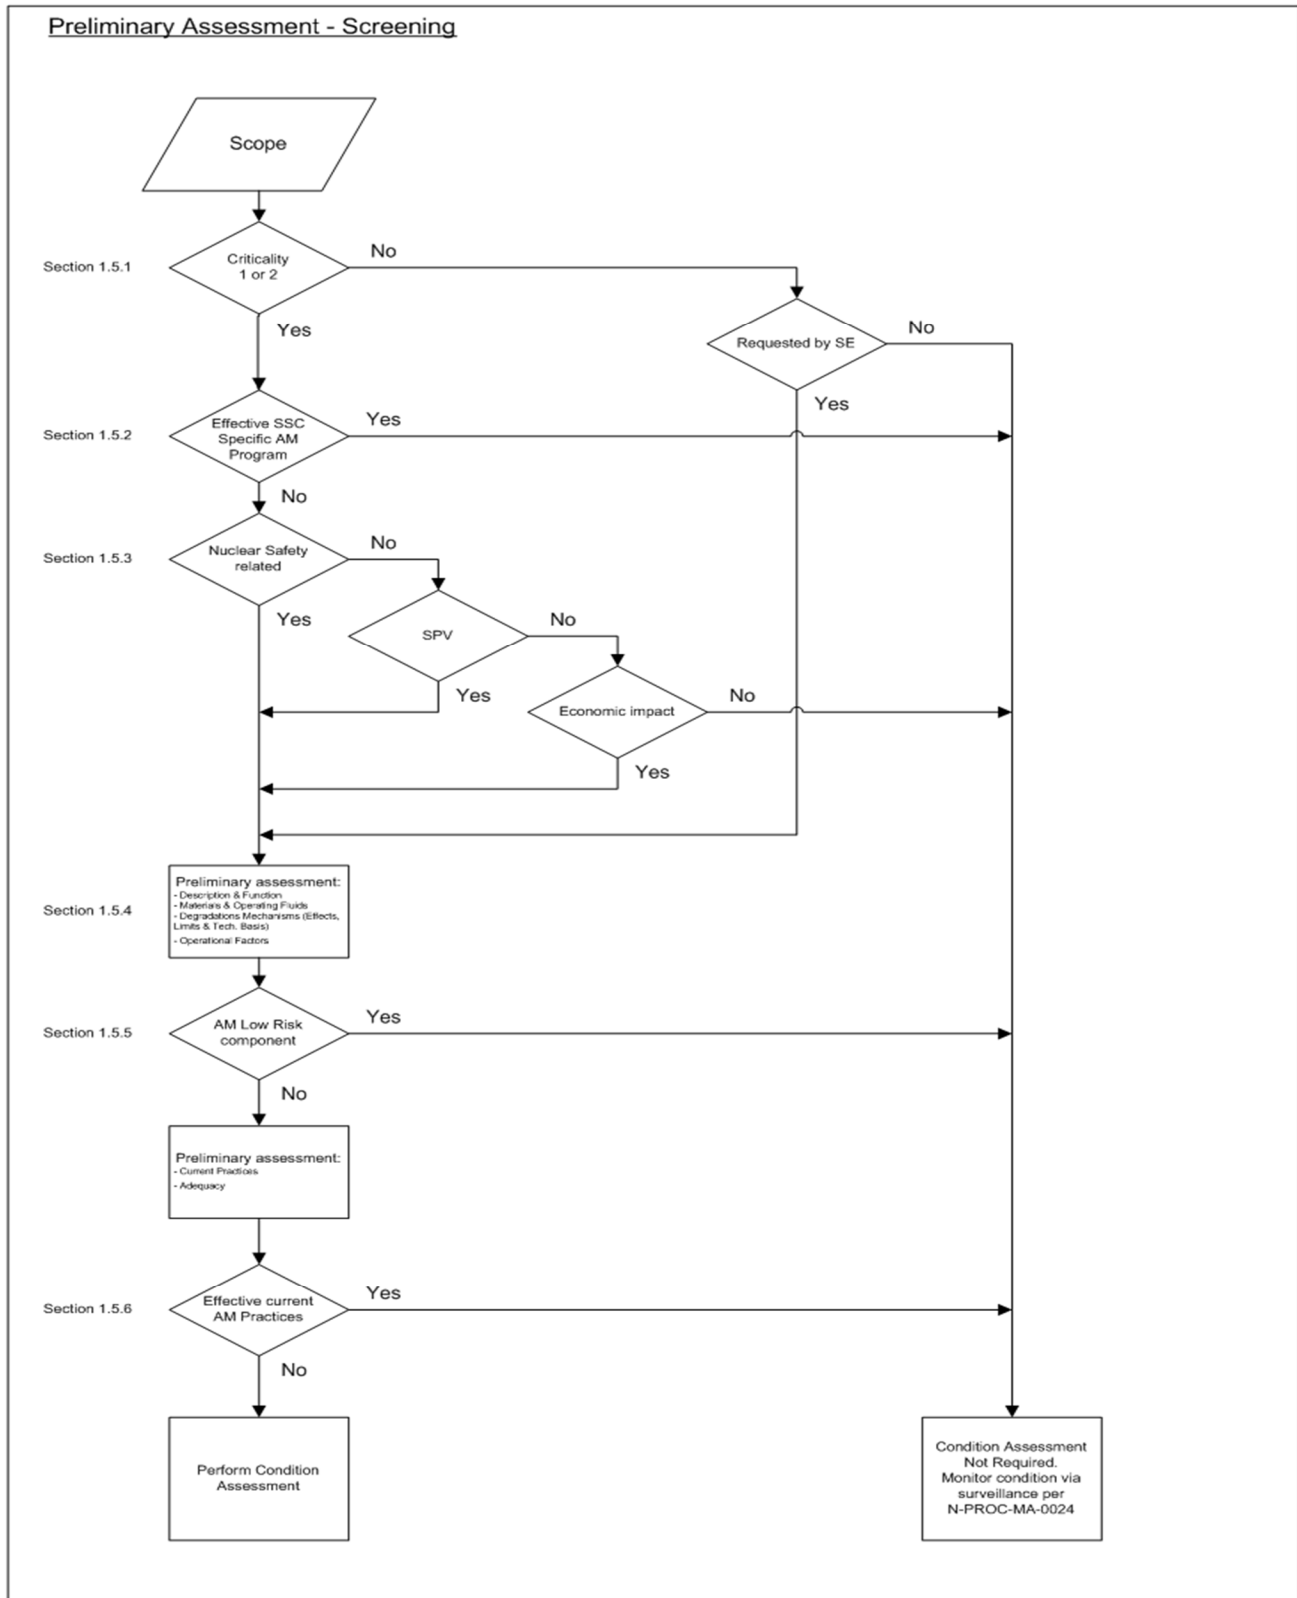 Preliminary Assessment - Screening
Scope
Section 1.5.1
Criticality
1 or 2
No
Yes
Requested by SE
No
Yes
Section 1.5.2
Effective SSC
Specific AM
Program
Yes
No
Section 1.5.3
Nuclear Safety
related
No
Yes
SPV
No
Yes
Economic impact
No
Yes
Section 1.5.4
Preliminary assessment:
- Description & Function
- Materials & Operating Fluids
- Degradations Mechanisms (Effects,
Limits & Tech. Basis)
- Operational Factors
Section 1.5.5
AM Low Risk
component
Yes
No
Preliminary assessment:
- Current Practices
- Adequacy
Section 1.5.6
Effective current
AM Practices
Yes
No
Perform Condition
Assessment
Condition Assessment
Not Required.
Monitor condition via
surveillance per
N-PROC-MA-0024